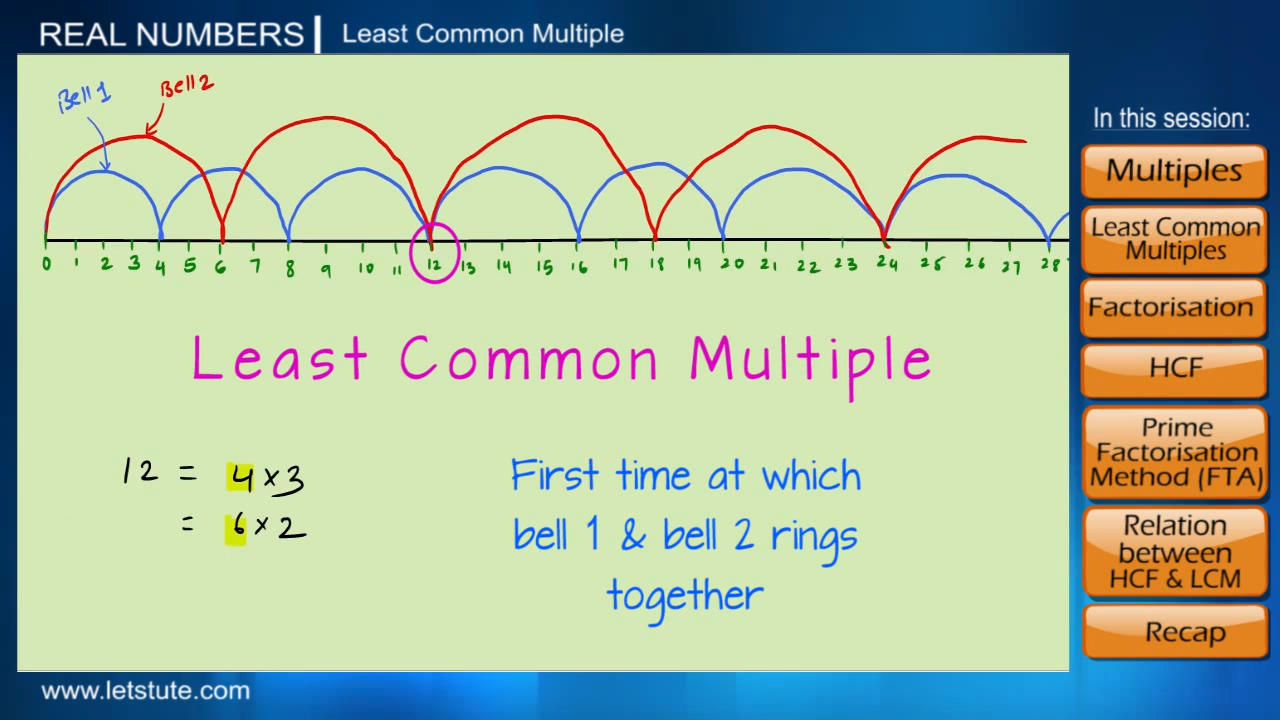 REAL NUMBERS | Least Common Multiple
Bell 1
Bell 2
0 1 2 3 4 5 6 7 8 9 10 11 12 13 14 15 16 17 18 19 20 21 22 23 24 25 26 27 28
Least Common Multiple
12 = 4 × 3
= 6 × 2
First time at which
bell 1 & bell 2 rings
together
In this session:
Multiples
Least Common
Multiples
Factorisation
HCF
Prime
Factorisation
Method (FTA)
Relation
between
HCF & LCM
Recap
www.letstute.com